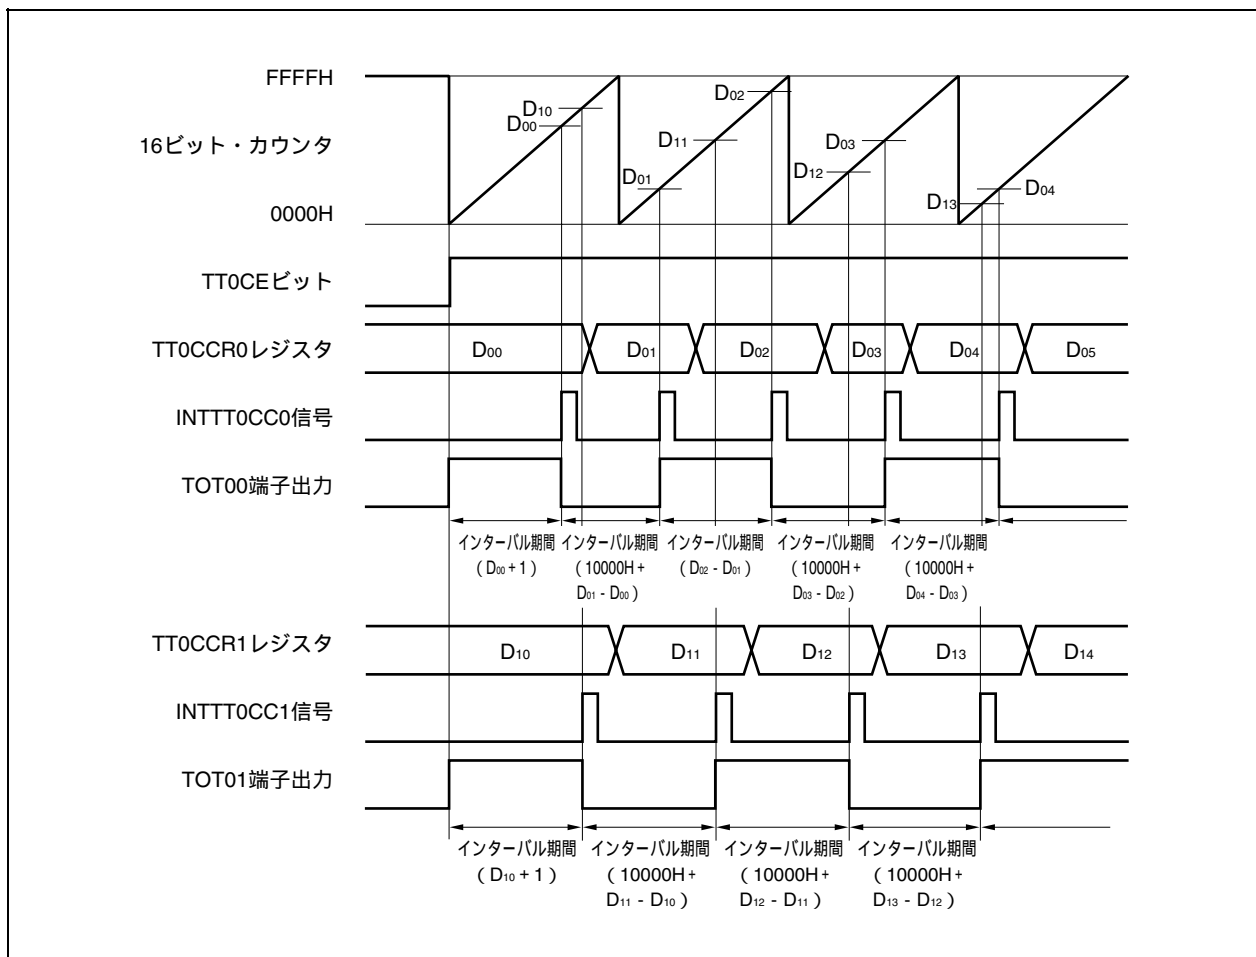 FFFFH
16ビット・カウンタ
0000H
D10
D00
D01
D11
D02
D12
D03
D13
D04
TT0CEビット
TT0CCR0レジスタ
D00 D01 D02 D03 D04 D05
INTTT0CC0信号
TOT00端子出力
インターバル期間 インターバル期間 インターバル期間 インターバル期間 インターバル期間
（D00 + 1） （10000H + （D02 - D01） （10000H + （10000H +
D01 - D00） D03 - D02） D04 - D03）
TT0CCR1レジスタ
D10 D11 D12 D13 D14
INTTT0CC1信号
TOT01端子出力
インターバル期間 インターバル期間 インターバル期間 インターバル期間
（D10 + 1） （10000H + （10000H + （10000H +
D11 - D10） D12 - D11） D13 - D12）